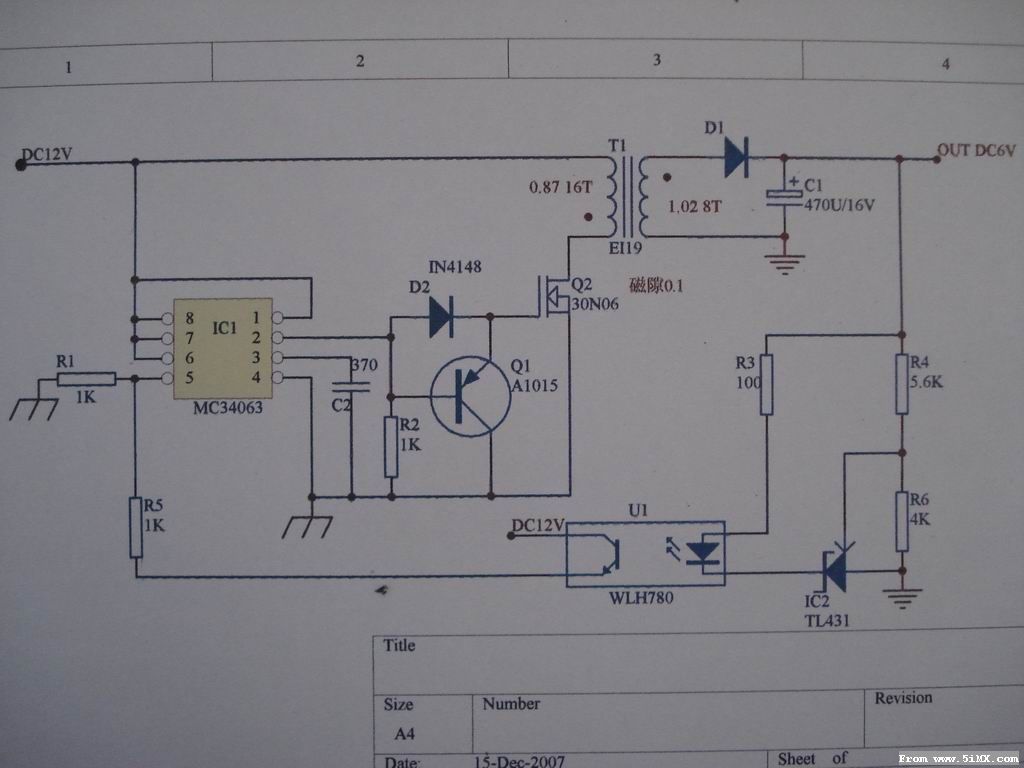 1
2
3
4
DC12V
T1
D1
OUT DC6V
0.87 16T
1,02 8T
+
C1
470U/16V
EI19
磁隙0.1
IN4148
D2
Q2
30N06
8
7
6
5
IC1
1
2
3
4
MC34063
R1
1K
370
C2
Q1
A1015
R2
1K
R3
100
R4
5.6K
R5
1K
R6
4K
DC12V
U1
WLH780
IC2
TL431
Title
Size
A4
Number
Revision
Date:
15-Dec-2007
Sheet of
From www.5iMX.com